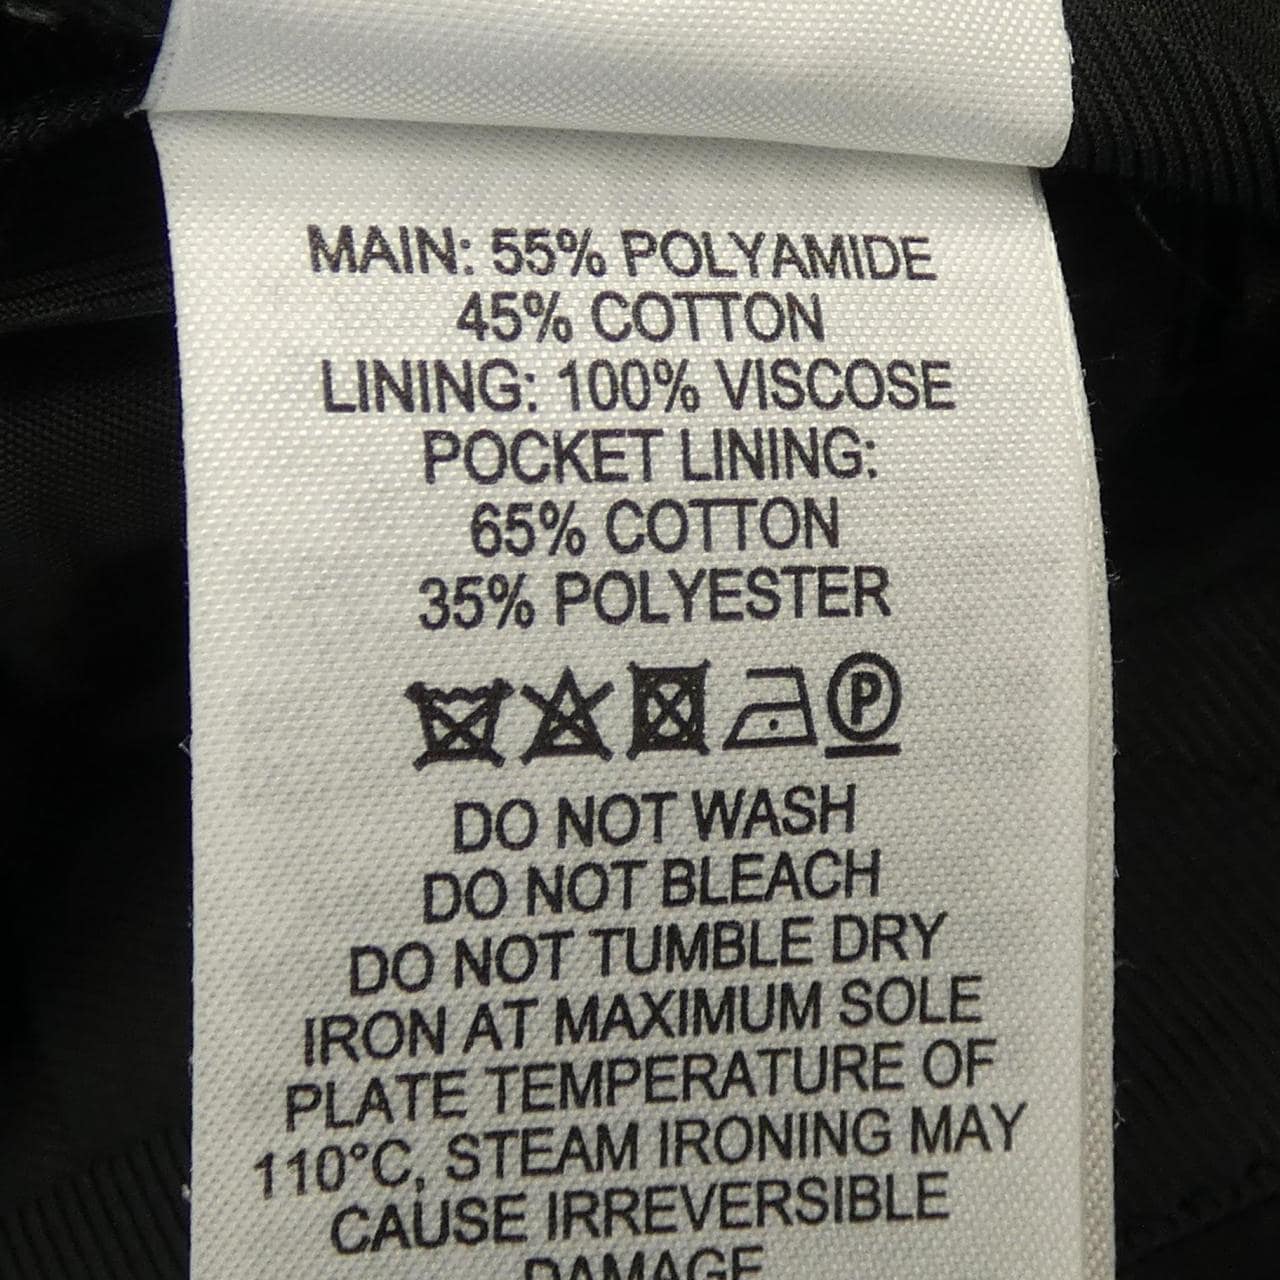 MAIN: 55% POLYAMIDE
45% COTTON
LINING: 100% VISCOSE
POCKET LINING:
65% COTTON
35% POLYESTER
P
DO NOT WASH
DO NOT BLEACH
DO NOT TUMBLE DRY
IRON AT MAXIMUM SOLE
PLATE TEMPERATURE OF
110°C, STEAM IRONING MAY
CAUSE IRREVERSIBLE
DAMAGE